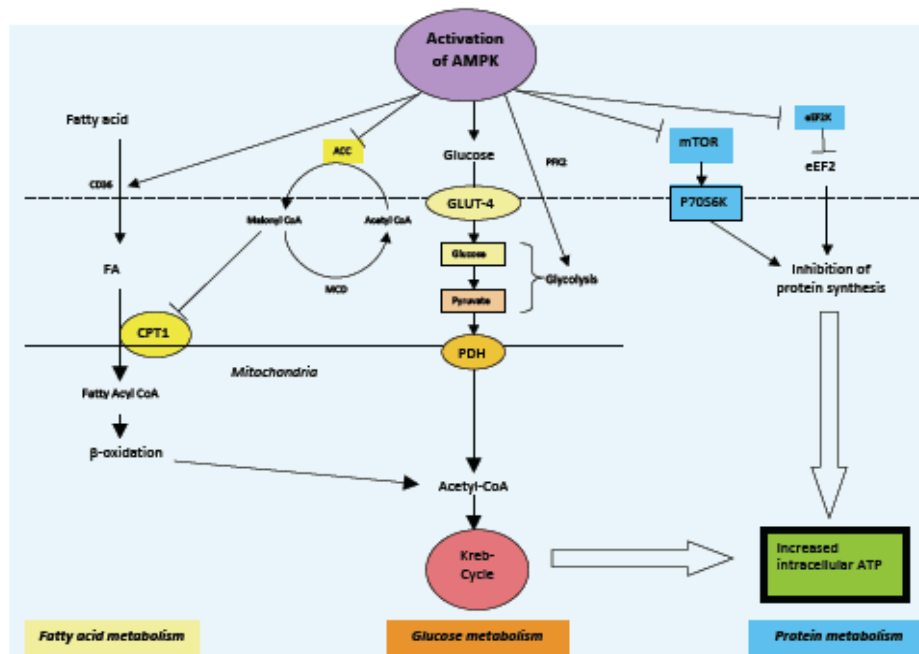 Activation
of AMPK
Fatty acid
ACC
Glucose
PFK2
mTOR
eEF2K
eEF2
CD36
GLUT-4
P70S6K
Malonyl CoA
Acetyl CoA
FA
MCD
Glucose
Pyruvate
Glycolysis
Inhibition of
protein synthesis
CPT1
PDH
Mitochondria
Fatty Acyl CoA
β-oxidation
Acetyl-CoA
Kreb-
Cycle
Increased
intracellular ATP
Fatty acid metabolism
Glucose metabolism
Protein metabolism